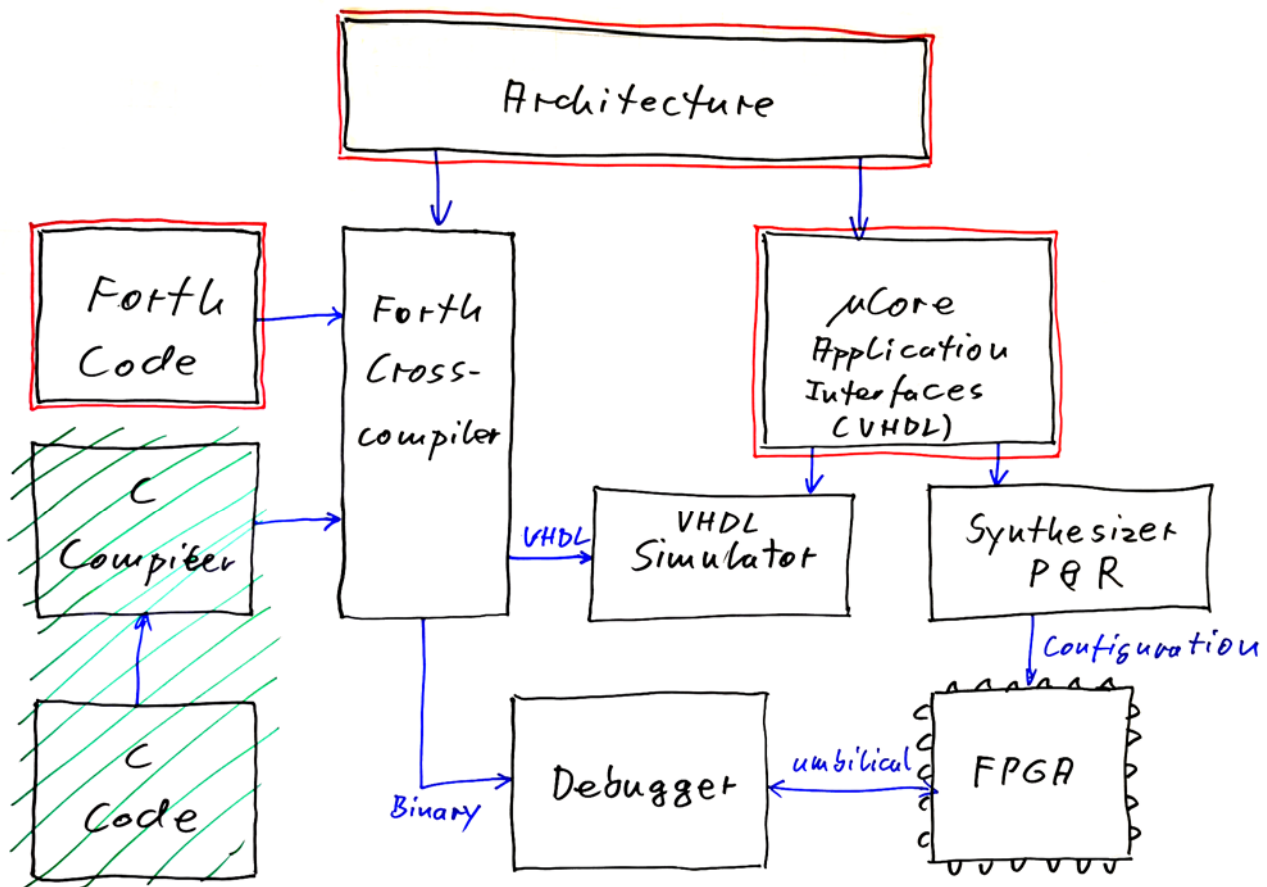 Architecture
Forth
Code
Forth
Cross-
compiler
µCore
Application
Interfaces
(VHDL)
C
Compiler
VHDL
VHDL
Simulator
Synthesizer
P & R
Configuration
C
Code
Binary
Debugger
umbilical
FPGA